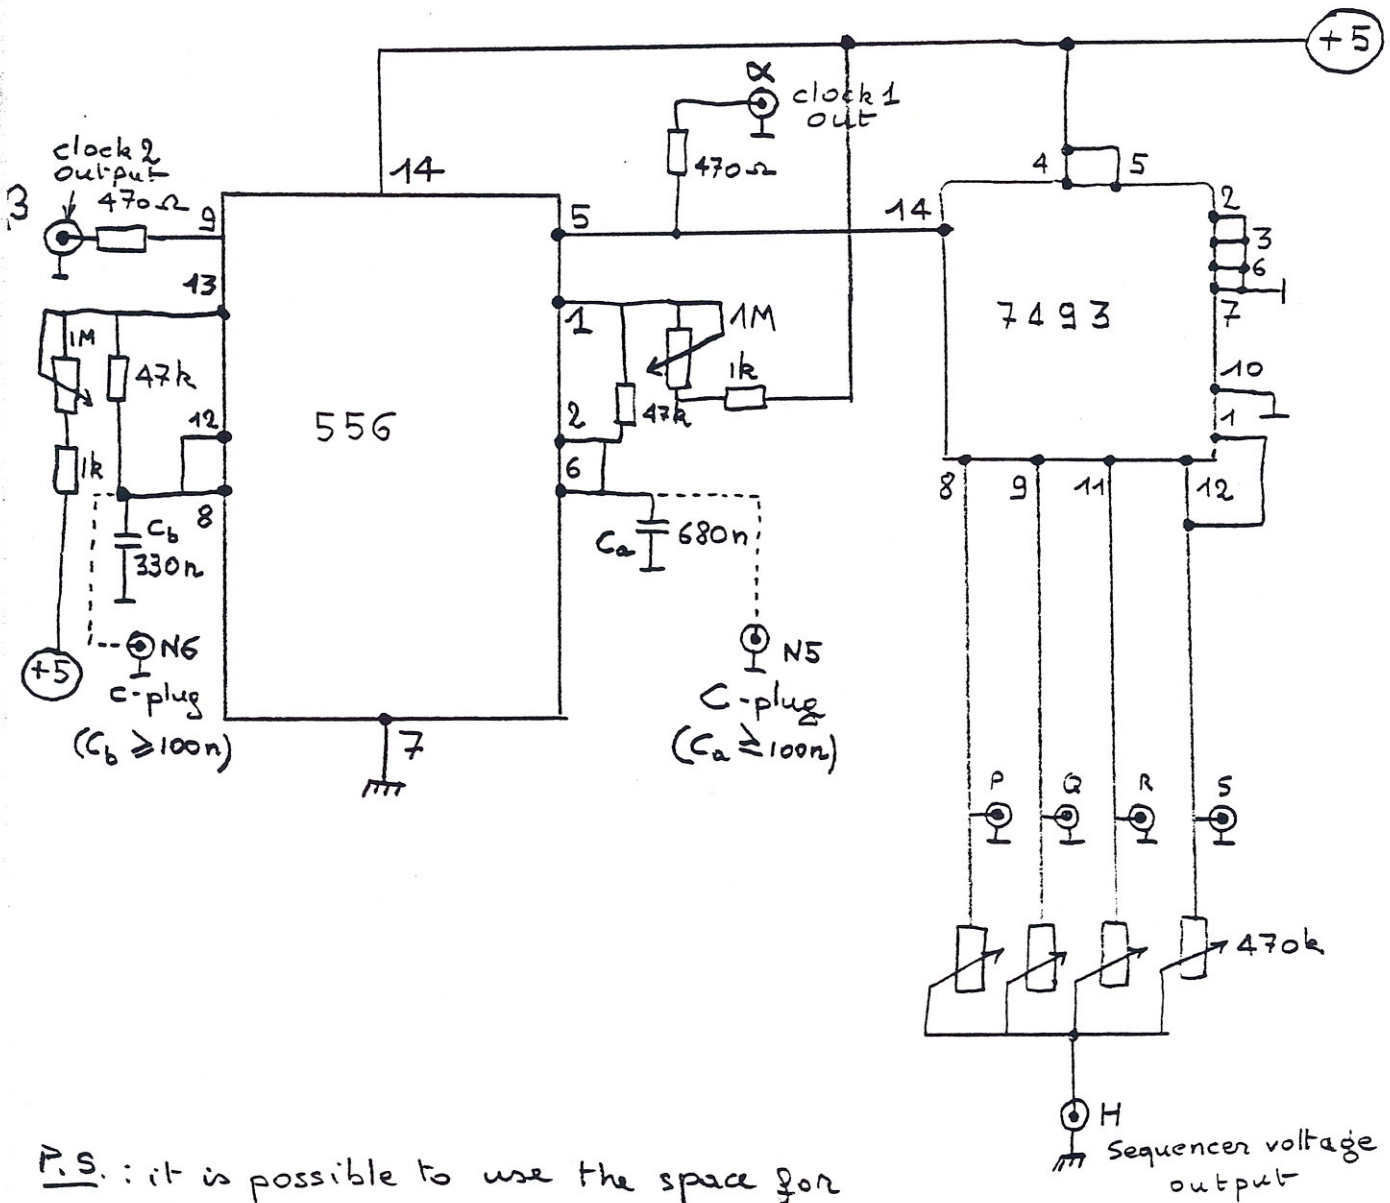 +5
α
clock 1
out
470Ω
clock 2
output
470Ω
β
9
14
5
14
4
5
2
3
6
7
10
1
13
1M
47k
12
1k
8
Cb
330n
N6
C-plug
(Cb ⩾100n)
+5
556
7
1
1M
1k
2
47k
6
Ca
680n
N5
C-plug
(Ca ⩾100n)
7493
8
9
11
12
P
Q
R
S
470k
H
Sequencer voltage
output
P.S. : it is possible to use the space for